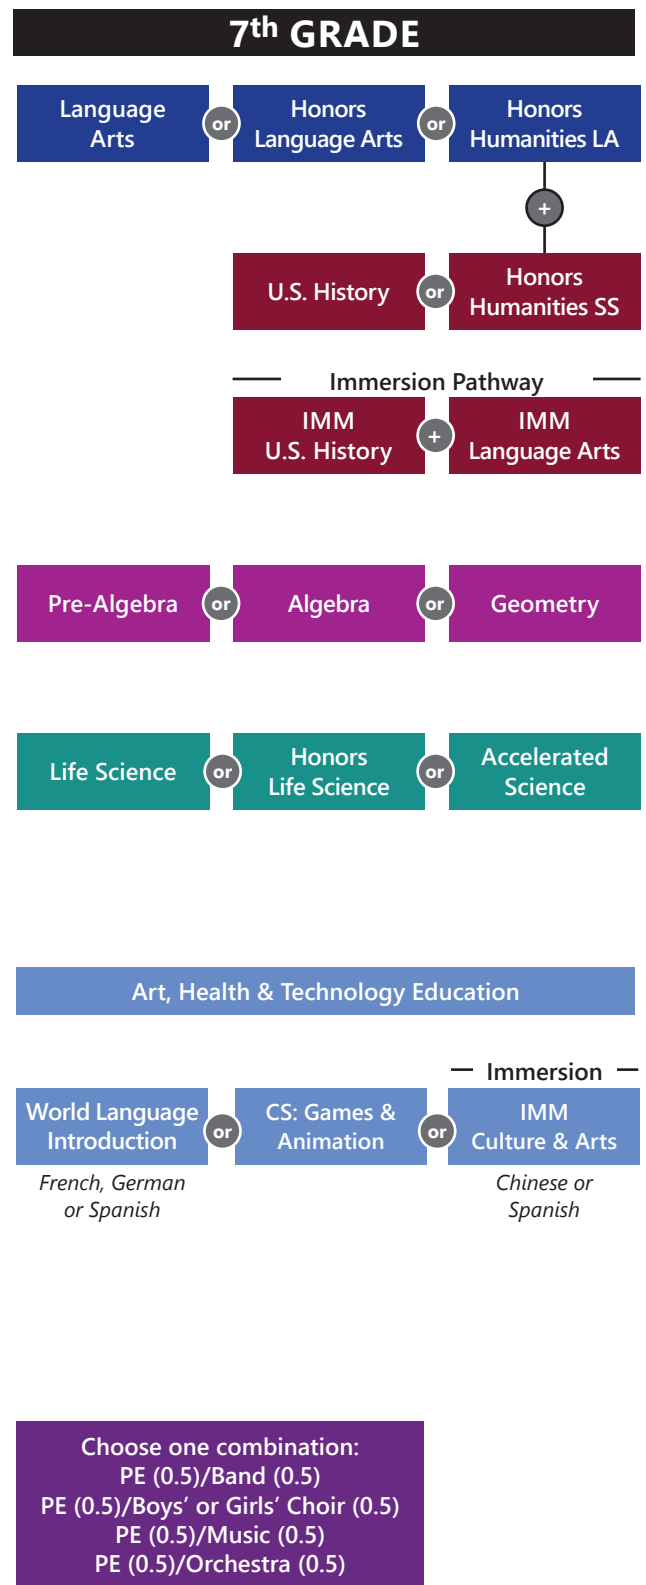 7th GRADE
Language
Arts
or
Honors
Language Arts
or
Honors
Humanities LA
+
U.S. History
or
Honors
Humanities SS
Immersion Pathway
IMM
U.S. History
+
IMM
Language Arts
Pre-Algebra
or
Algebra
or
Geometry
Life Science
or
Honors
Life Science
or
Accelerated
Science
Art, Health & Technology Education
Immersion
World Language
Introduction
or
CS: Games &
Animation
or
IMM
Culture & Arts
French, German
or Spanish
Chinese or
Spanish
Choose one combination:
PE (0.5)/Band (0.5)
PE (0.5)/Boys’ or Girls’ Choir (0.5)
PE (0.5)/Music (0.5)
PE (0.5)/Orchestra (0.5)